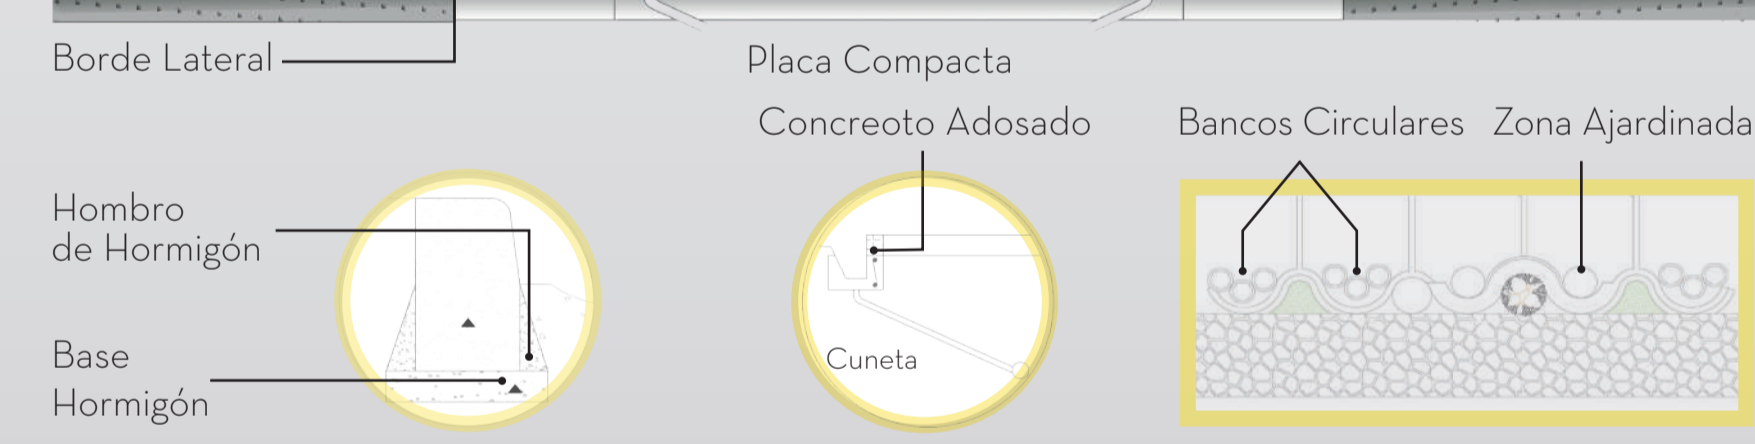 Borde Lateral
Placa Compacta
Concreoto Adosado
Bancos Circulares
Zona Ajardinada
Hombro
de Hormigón
Base
Hormigón
Cuneta